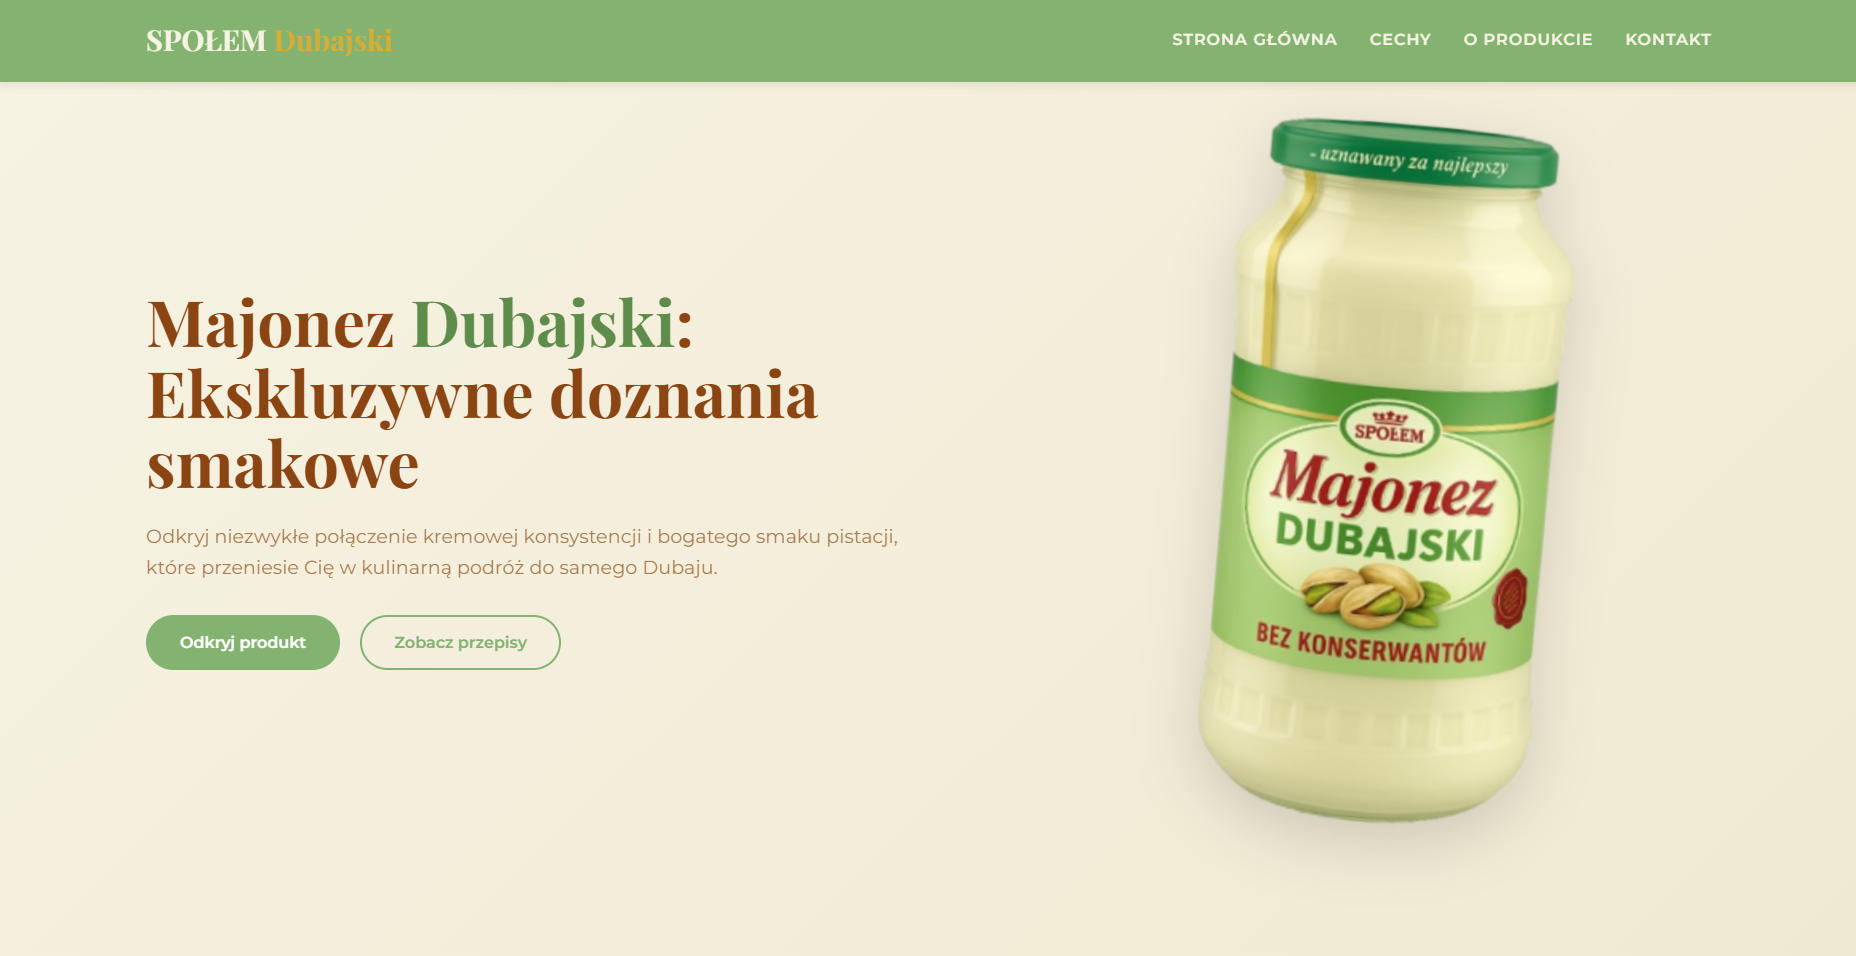 SPOŁEM Dubajski
STRONA GŁÓWNA
CECHY
O PRODUKCIE
KONTAKT
Majonez Dubajski:
Ekskluzywne doznania
smakowe
Odkryj niezwykłe połączenie kremowej konsystencji i bogatego smaku pistacji,
które przeniesie Cię w kulinarną podróż do samego Dubaju.
Odkryj produkt
Zobacz przepisy
- uznawany za najlepszy
SPOŁEM
Majonez
DUBAJSKI
BEZ KONSERWANTÓW